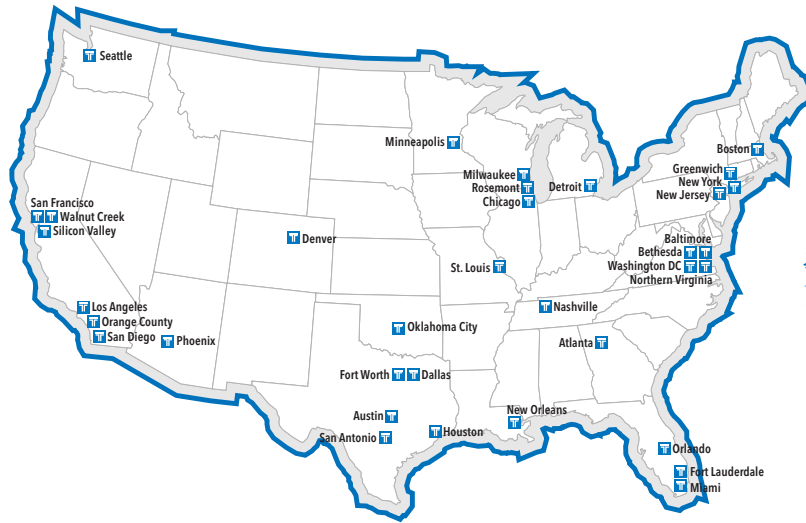 Seattle
Minneapolis
Boston
Milwaukee
Greenwich
Rosemont
Detroit
New York
Chicago
New Jersey
San Francisco
Walnut Creek
Silicon Valley
Denver
Baltimore
Bethesda
St. Louis
Washington DC
Northern Virginia
Los Angeles
Nashville
Orange County
Oklahoma City
San Diego
Phoenix
Atlanta
Fort Worth
Dallas
New Orleans
Austin
San Antonio
Houston
Orlando
Fort Lauderdale
Miami